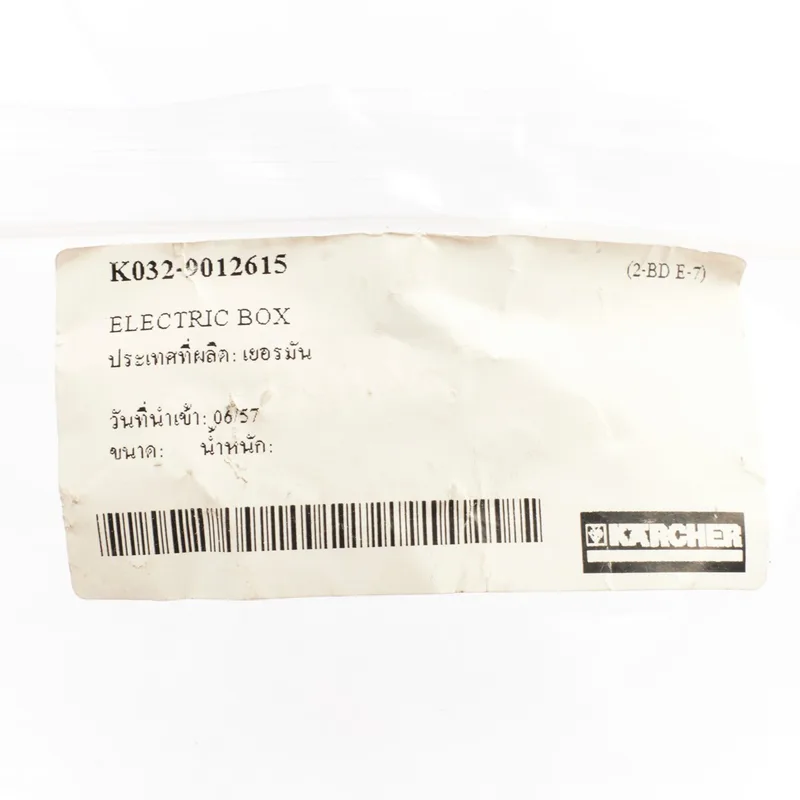 K032-9012615 (2-BD E-7)
ELECTRIC BOX
ประเทศที่ผลิต: เยอรมัน
วันที่นำเข้า: 06/57
ขนาด: น้ำหนัก:
KÄRCHER